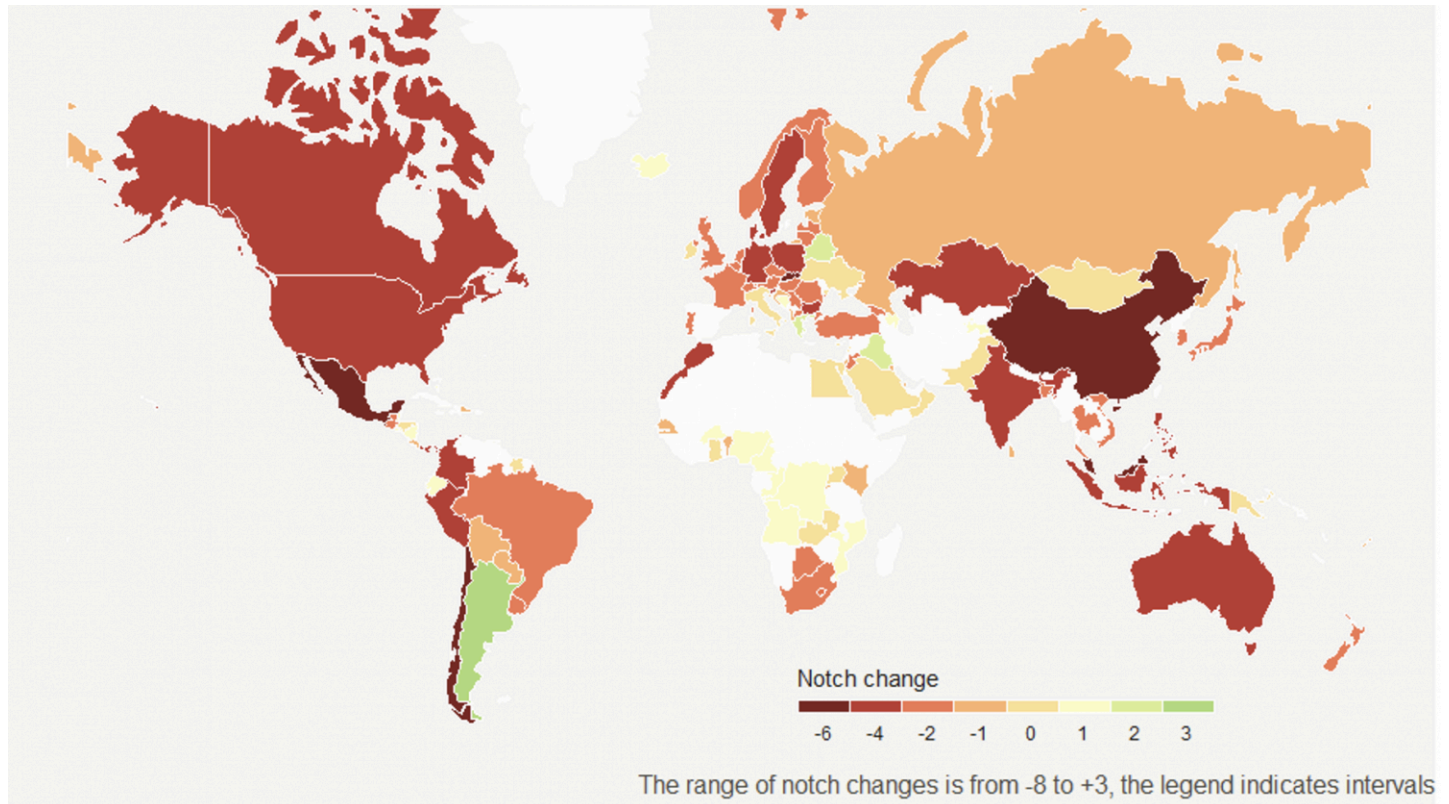 Notch change
-6 -4 -2 -1 0 1 2 3
The range of notch changes is from -8 to +3, the legend indicates intervals